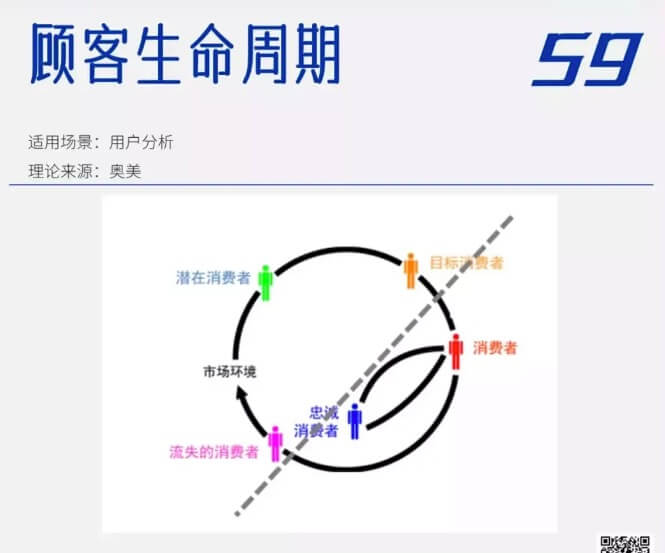 顾客生命周期
59
适用场景：用户分析
理论来源：奥美
潜在消费者
目标消费者
市场环境
消费者
忠诚
消费者
流失的消费者